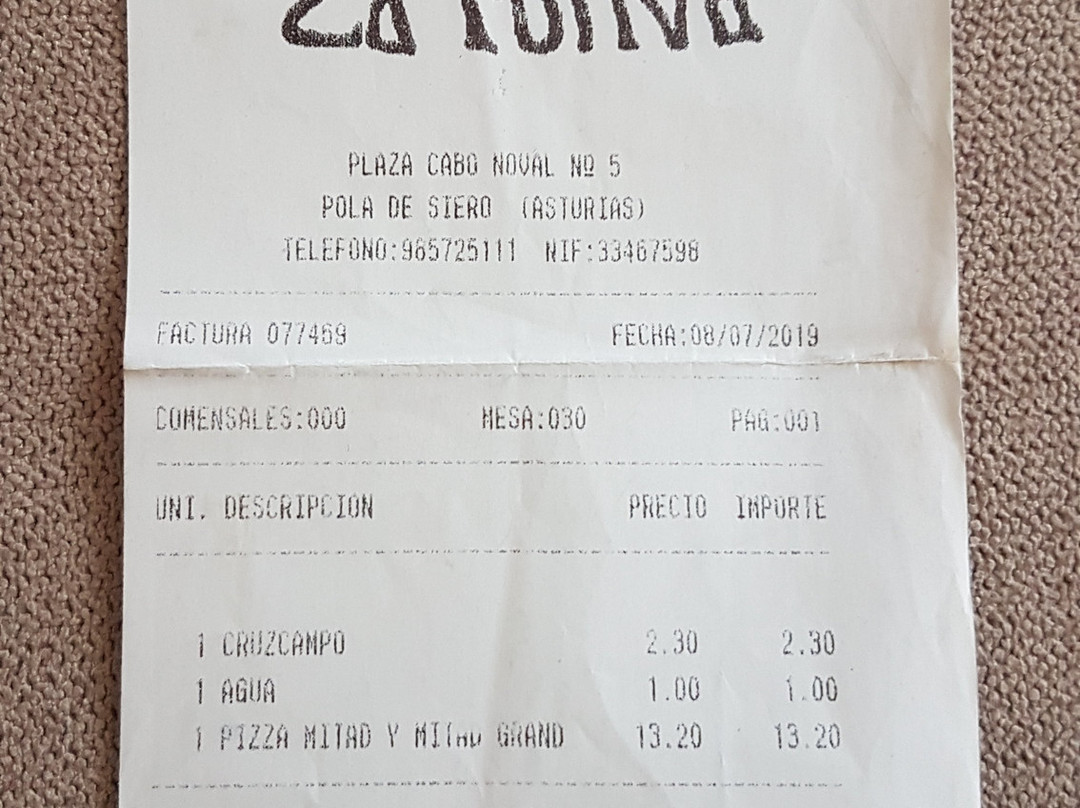 PLAZA CABO NOVAL Nº 5
POLA DE SIERO (ASTURIAS)
TELEFONO:985725111 NIF:33467598
FACTURA 077469 FECHA:08/07/2019
COMENSALES:000 MESA:030 PAG:001
UNI. DESCRIPCION PRECIO IMPORTE
1 CRUZCAMPO 2.30 2.30
1 AGUA 1.00 1.00
1 PIZZA MITAD Y MITAD GRAND 13.20 13.20